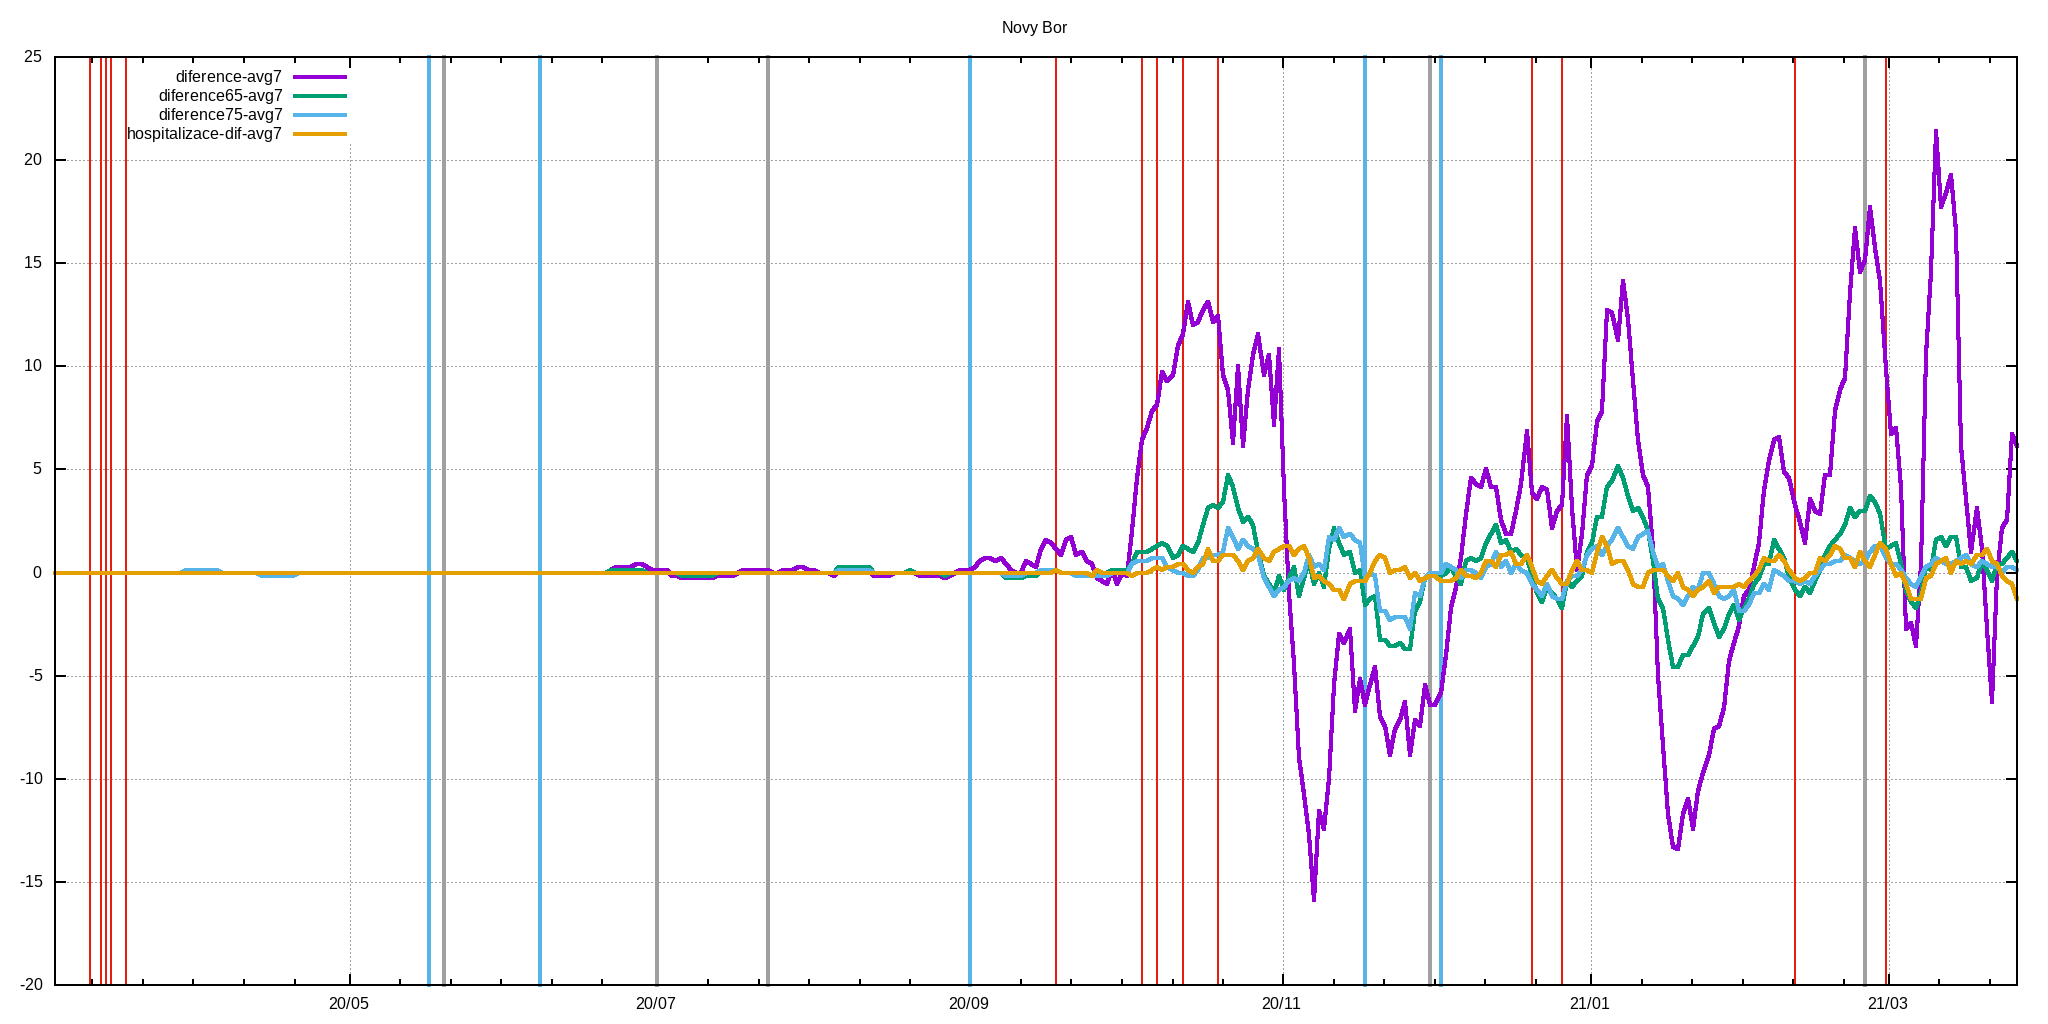 Novy Bor
diference-avg7
diference65-avg7
diference75-avg7
hospitalizace-dif-avg7
25
20
15
10
5
0
-5
-10
-15
-20
20/05 20/07 20/09 20/11 21/01 21/03